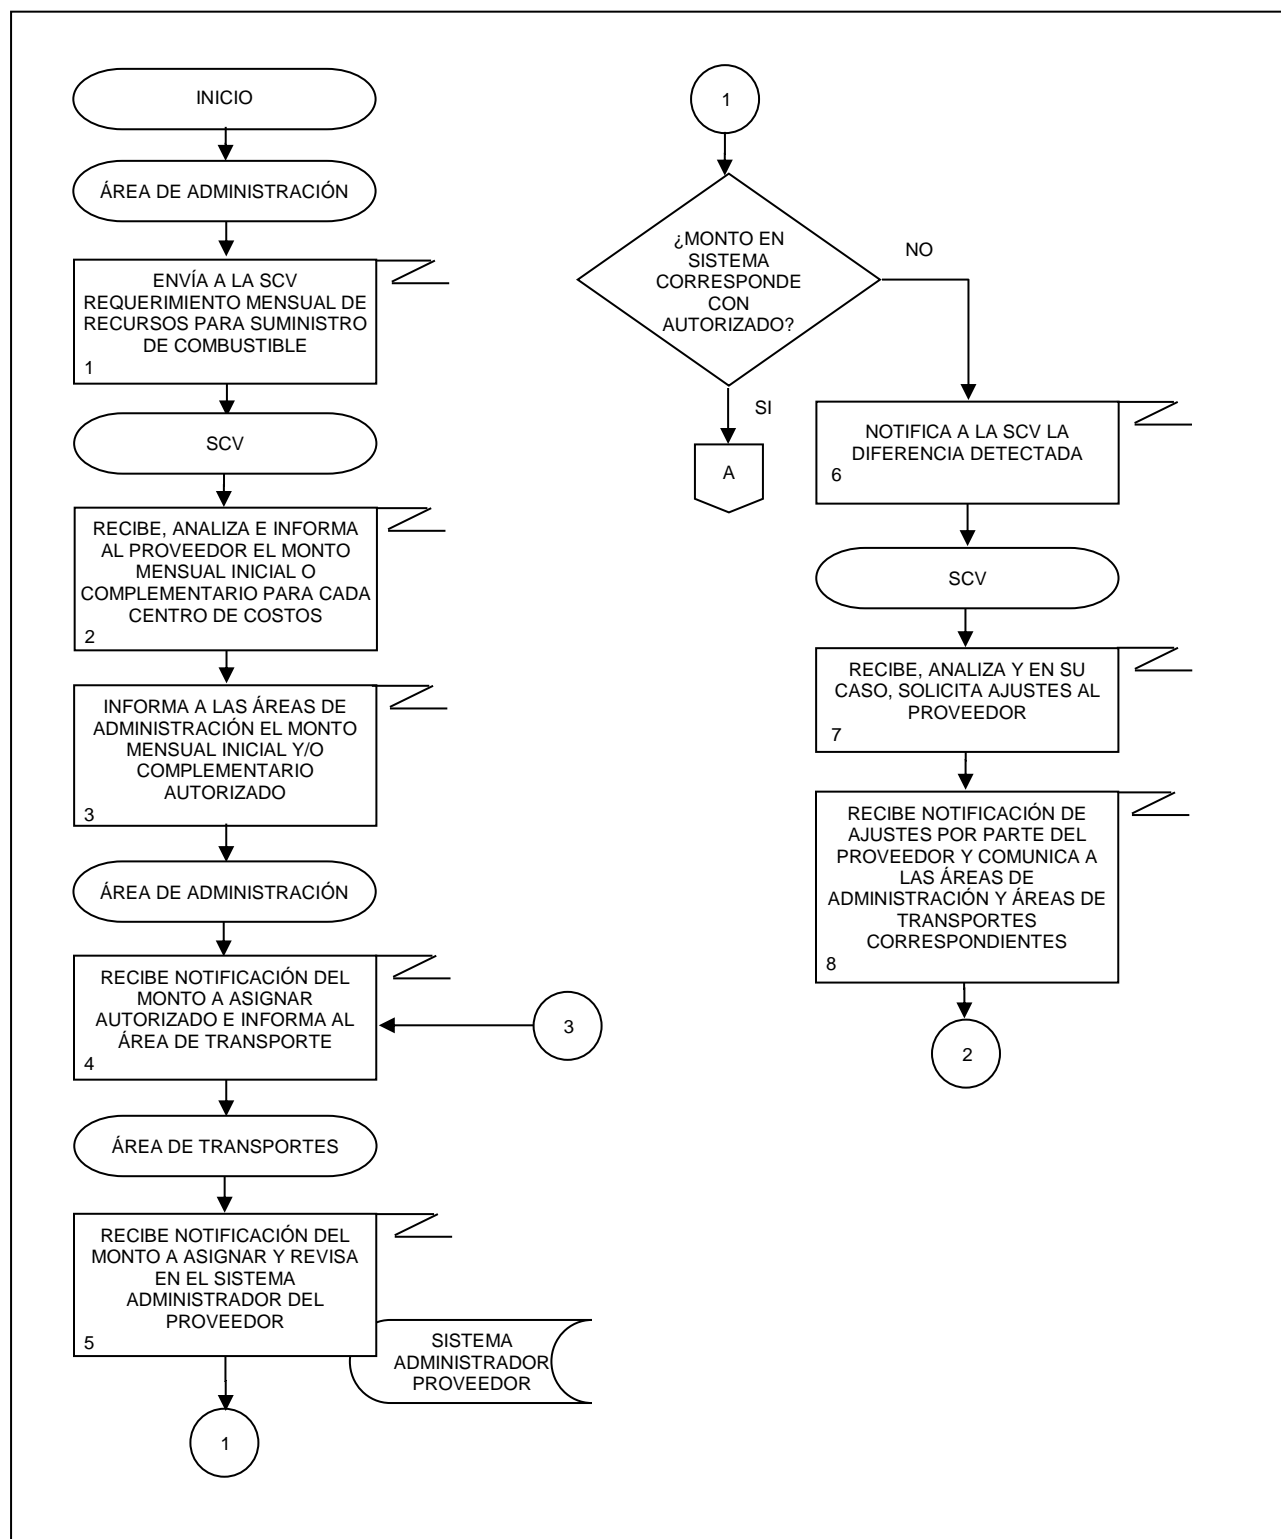 INICIO
ÁREA DE ADMINISTRACIÓN
ENVÍA A LA SCV
REQUERIMIENTO MENSUAL DE
RECURSOS PARA SUMINISTRO
DE COMBUSTIBLE
1
SCV
RECIBE, ANALIZA E INFORMA
AL PROVEEDOR EL MONTO
MENSUAL INICIAL O
COMPLEMENTARIO PARA CADA
CENTRO DE COSTOS
2
INFORMA A LAS ÁREAS DE
ADMINISTRACIÓN EL MONTO
MENSUAL INICIAL Y/O
COMPLEMENTARIO
AUTORIZADO
3
ÁREA DE ADMINISTRACIÓN
RECIBE NOTIFICACIÓN DEL
MONTO A ASIGNAR
AUTORIZADO E INFORMA AL
ÁREA DE TRANSPORTE
4
3
ÁREA DE TRANSPORTES
RECIBE NOTIFICACIÓN DEL
MONTO A ASIGNAR Y REVISA
EN EL SISTEMA
ADMINISTRADOR DEL
PROVEEDOR
5
SISTEMA
ADMINISTRADOR
PROVEEDOR
1
1
¿MONTO EN
SISTEMA
CORRESPONDE
CON
AUTORIZADO?
NO
SI
A
NOTIFICA A LA SCV LA
DIFERENCIA DETECTADA
6
SCV
RECIBE, ANALIZA Y EN SU
CASO, SOLICITA AJUSTES AL
PROVEEDOR
7
RECIBE NOTIFICACIÓN DE
AJUSTES POR PARTE DEL
PROVEEDOR Y COMUNICA A
LAS ÁREAS DE
ADMINISTRACIÓN Y ÁREAS DE
TRANSPORTES
CORRESPONDIENTES
8
2